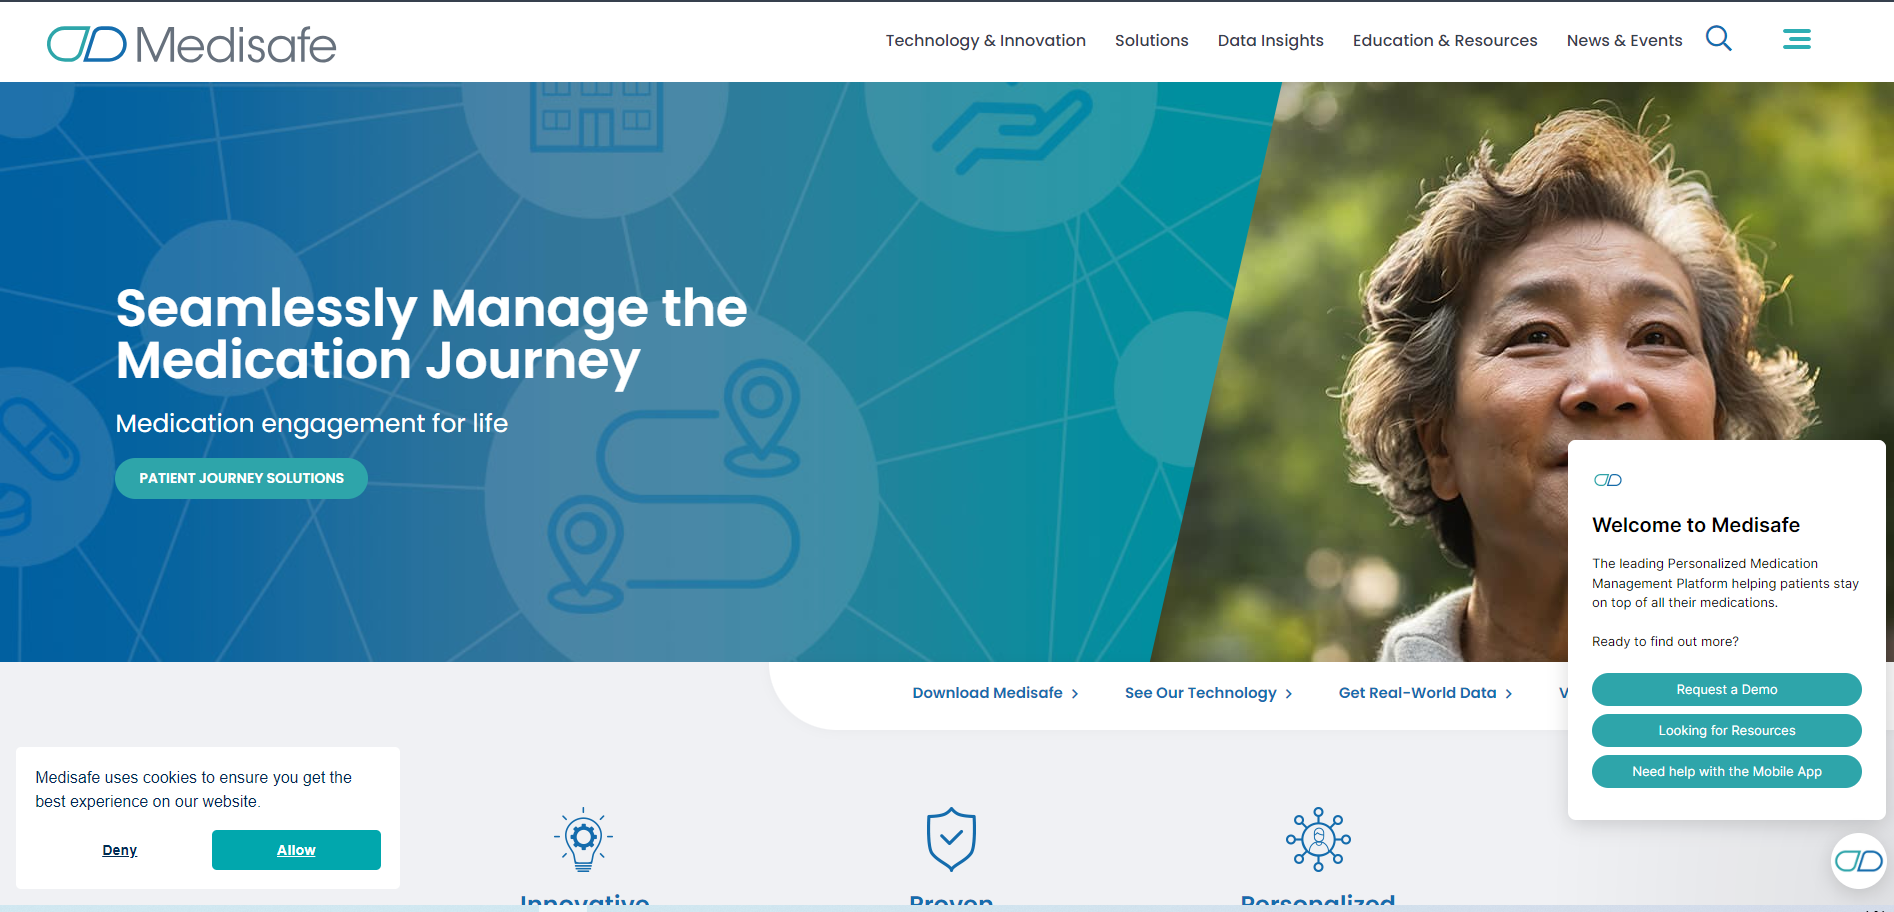 Medisafe
Technology & Innovation
Solutions
Data Insights
Education & Resources
News & Events
Seamlessly Manage the
Medication Journey
Medication engagement for life
PATIENT JOURNEY SOLUTIONS
Download Medisafe
See Our Technology
Get Real-World Data
V
Welcome to Medisafe
The leading Personalized Medication
Management Platform helping patients stay
on top of all their medications.
Ready to find out more?
Request a Demo
Looking for Resources
Need help with the Mobile App
Medisafe uses cookies to ensure you get the
best experience on our website.
Deny
Allow
Innovative
Proven
Personalized